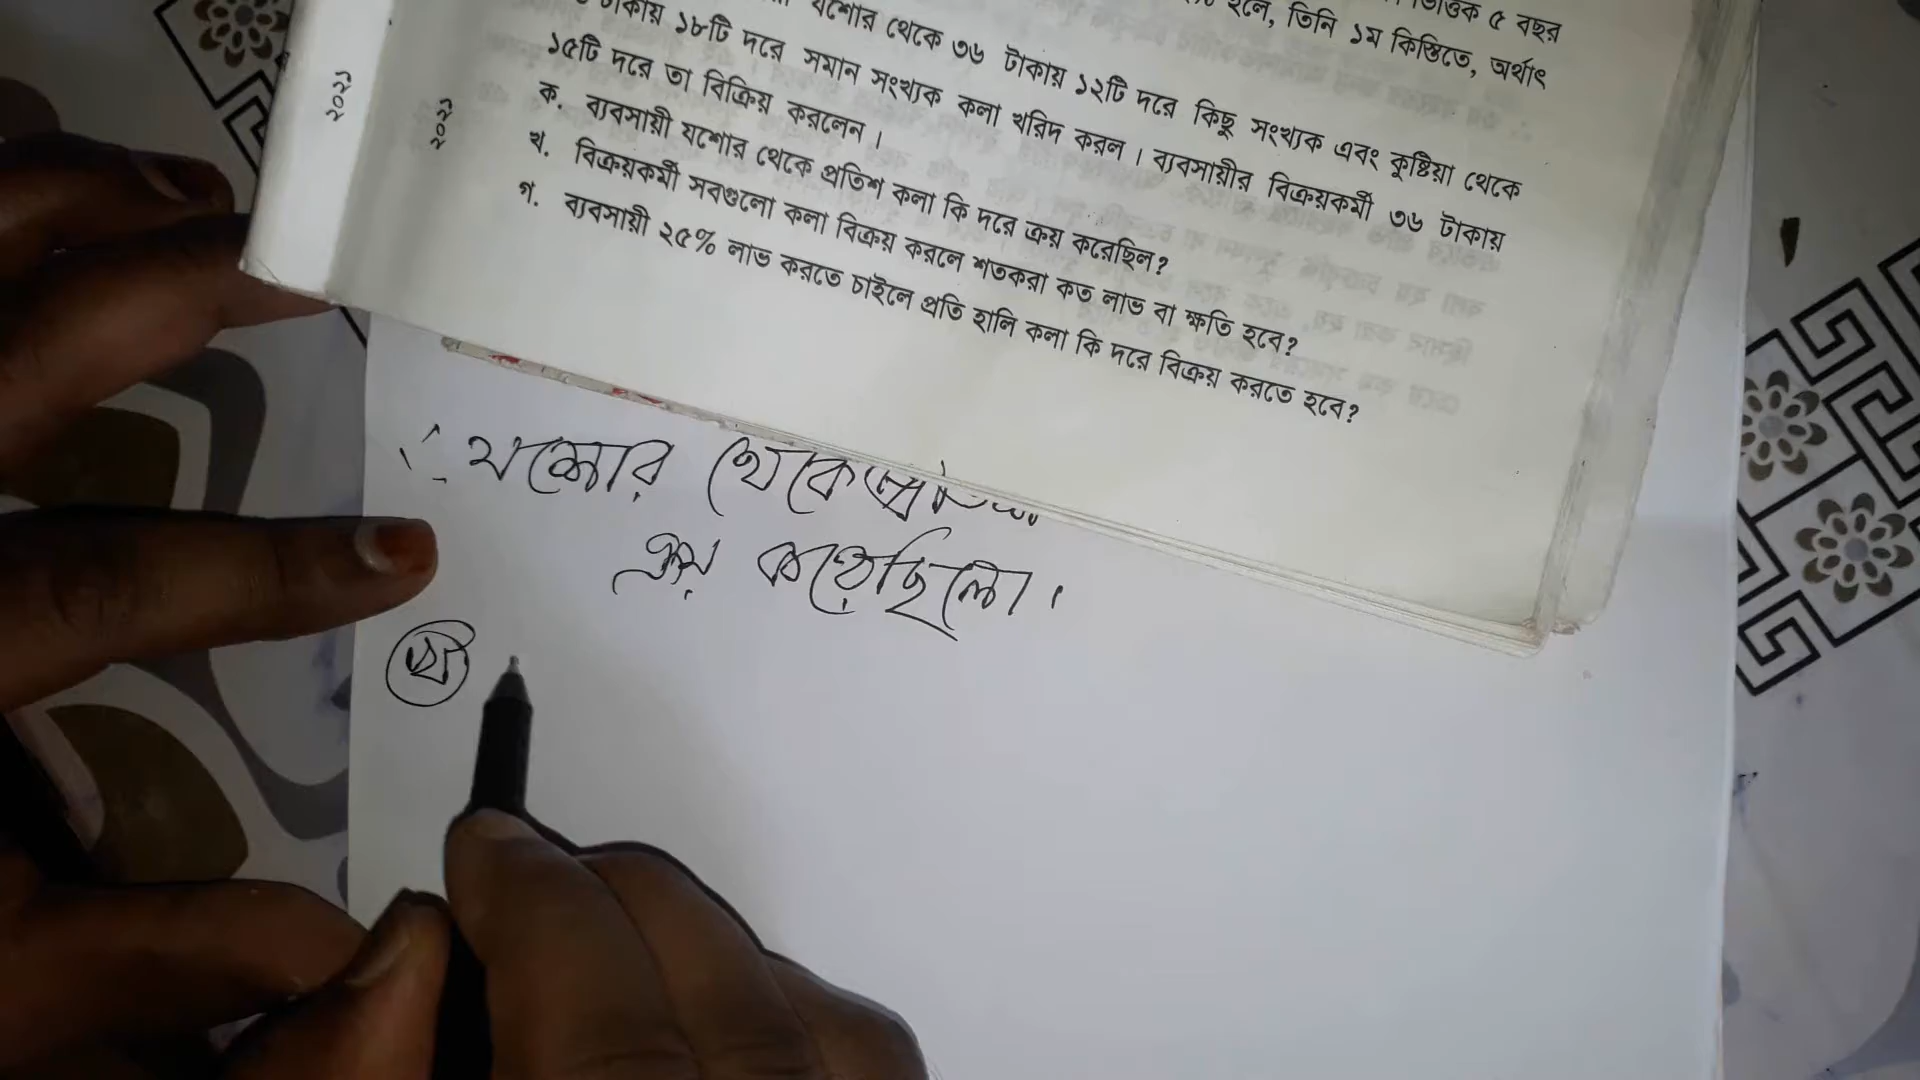 ভিত্তিক ৫ বছর
হলে, তিনি ১ম কিস্তিতে, অর্থাৎ
যশোর থেকে ৩৬ টাকায় ১২টি দরে কিছু সংখ্যক এবং কুষ্টিয়া থেকে
টাকায় ১৮টি দরে সমান সংখ্যক কলা খরিদ করল। ব্যবসায়ীর বিক্রয়কর্মী ৩৬ টাকায়
১৫টি দরে তা বিক্রিয় করলেন।
ক. ব্যবসায়ী যশোর থেকে প্রতিশ কলা কি দরে ক্রয় করেছিল?
খ. বিক্রয়কর্মী সবগুলো কলা বিক্রয় করলে শতকরা কত লাভ বা ক্ষতি হবে?
গ. ব্যবসায়ী ২৫% লাভ করতে চাইলে প্রতি হালি কলা কি দরে বিক্রয় করতে হবে?
∴ যশোর থেকে
ক্রয় করেছিলো।
খ